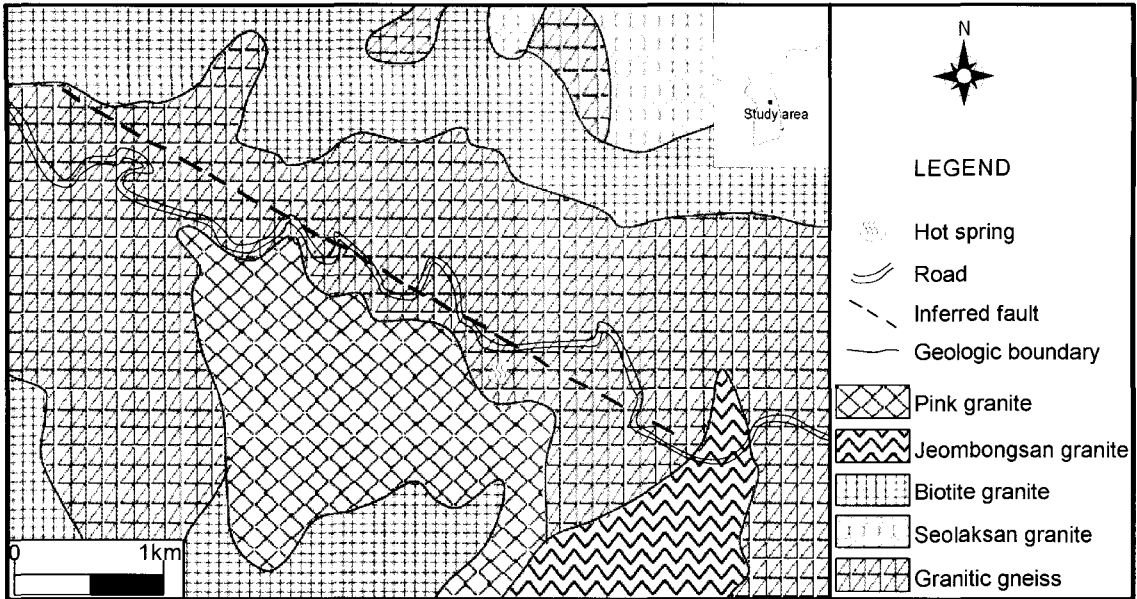 N
Study area
LEGEND
Hot spring
Road
Inferred fault
Geologic boundary
Pink granite
Jeombongsan granite
Biotite granite
Seolaksan granite
Granitic gneiss
0 1km